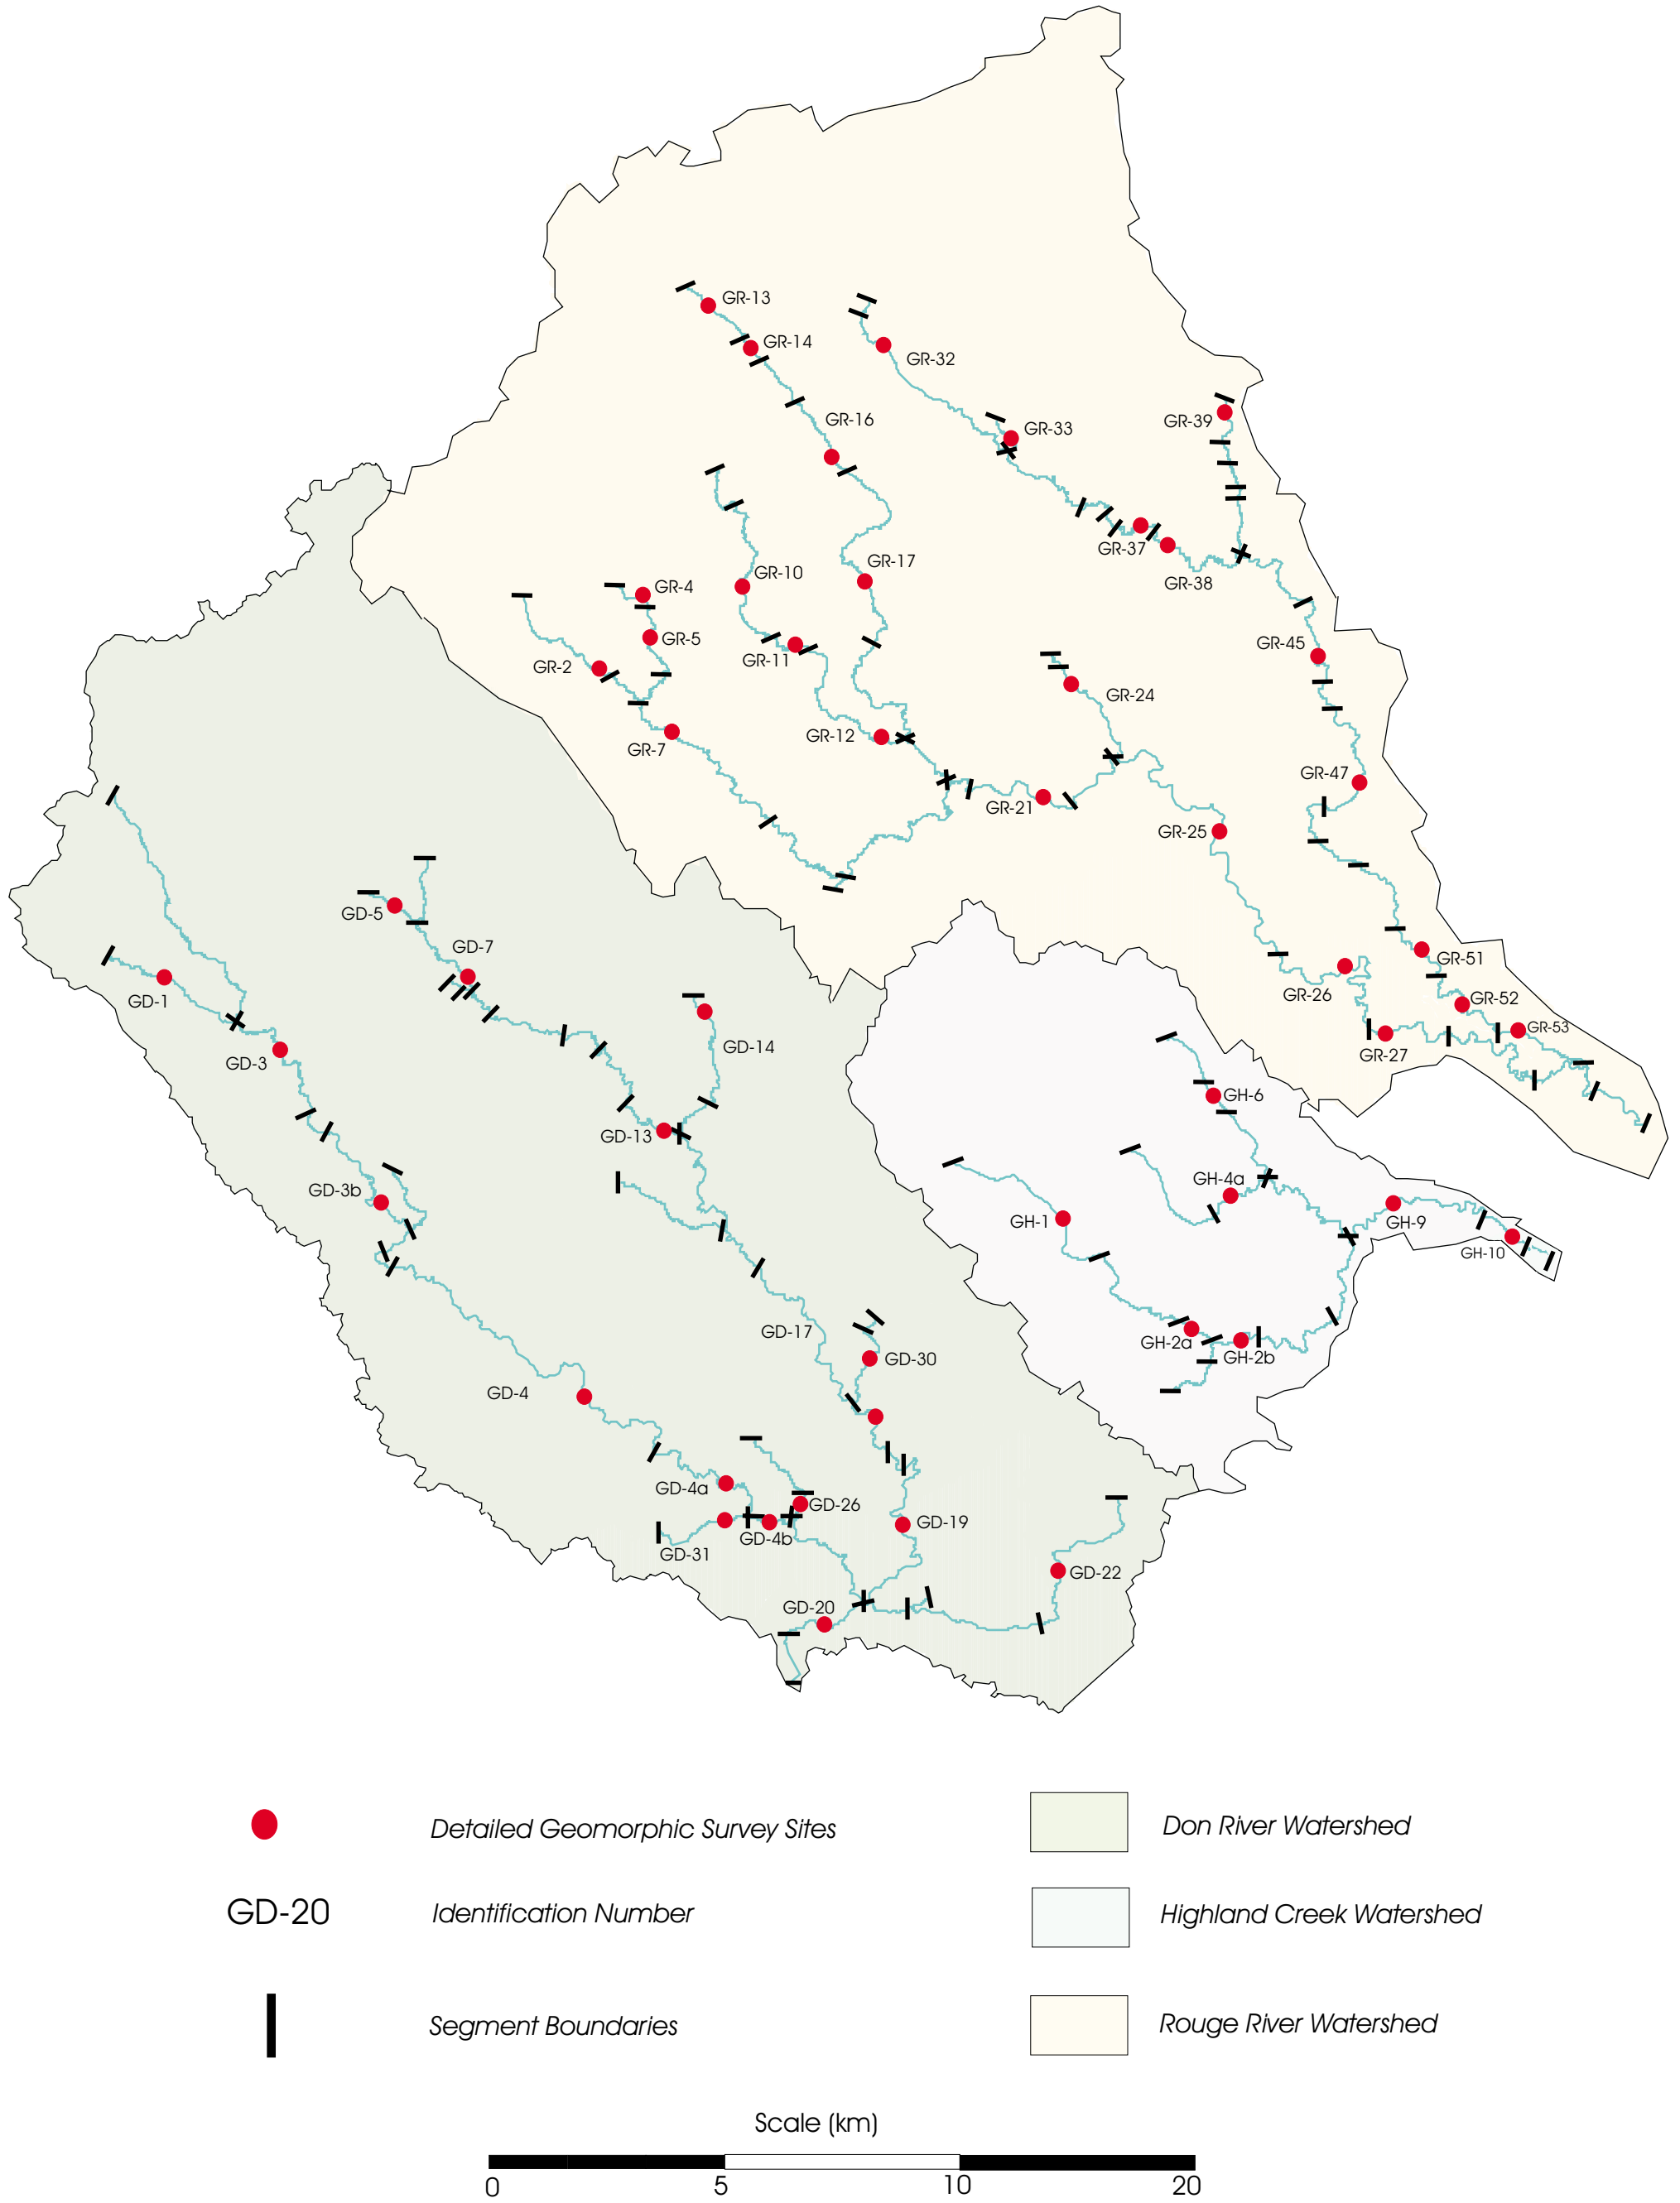 GR-13
GR-14
GR-32
GR-16
GR-39
GR-33
GR-37
GR-17
GR-10
GR-38
GR-4
GR-5
GR-45
GR-11
GR-2
GR-24
GR-12
GR-7
GR-47
GR-21
GR-25
GD-5
GD-7
GR-51
GR-26
GR-52
GD-1
GR-53
GD-14
GR-27
GD-3
GH-6
GD-13
GH-4a
GD-3b
GH-1
GH-9
GH-10
GD-17
GH-2a
GD-30
GH-2b
GD-4
GD-4a
GD-26
GD-19
GD-4b
GD-31
GD-22
GD-20
Detailed Geomorphic Survey Sites
Don River Watershed
GD-20
Identification Number
Highland Creek Watershed
Segment Boundaries
Rouge River Watershed
Scale (km)
0 5 10 20